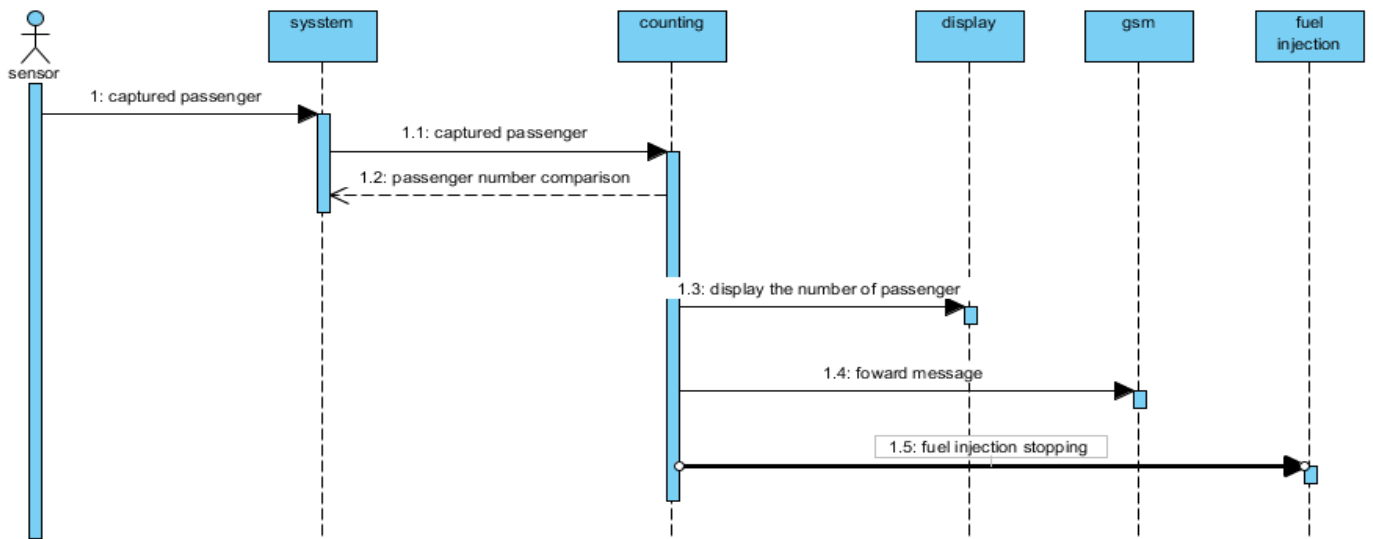 sensor
sysstem
counting
display
gsm
fuel
injection
1: captured passenger
1.1: captured passenger
1.2: passenger number comparison
1.3: display the number of passenger
1.4: foward message
1.5: fuel injection stopping